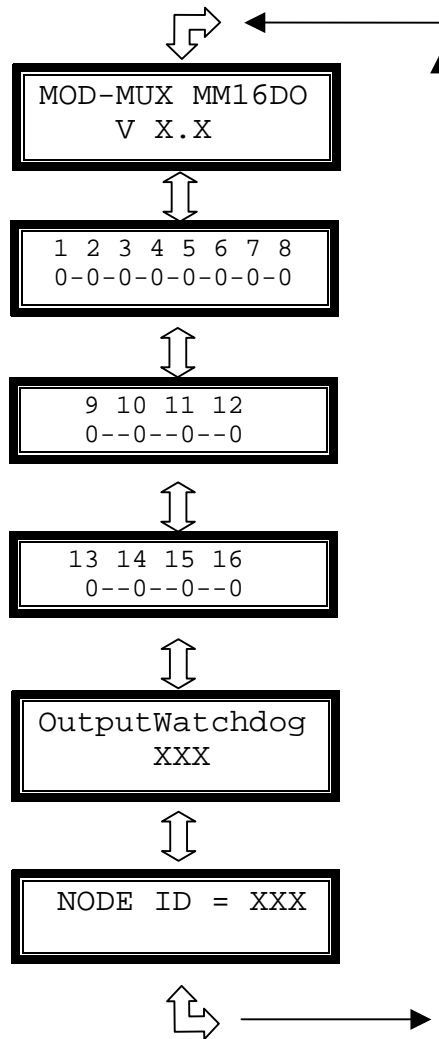 MOD-MUX MM16DO
V X.X
1 2 3 4 5 6 7 8
0-0-0-0-0-0-0-0
9 10 11 12
0--0--0--0
13 14 15 16
0--0--0--0
OutputWatchdog
XXX
NODE ID = XXX